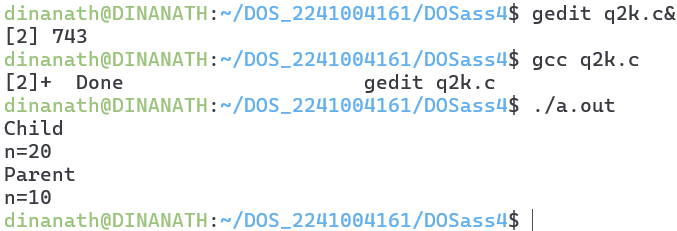 dinanath@DINANATH:~/DOS_2241004161/DOSass4$ gedit q2k.c&
[2] 743
dinanath@DINANATH:~/DOS_2241004161/DOSass4$ gcc q2k.c
[2]+  Done                    gedit q2k.c
dinanath@DINANATH:~/DOS_2241004161/DOSass4$ ./a.out
Child
n=20
Parent
n=10
dinanath@DINANATH:~/DOS_2241004161/DOSass4$